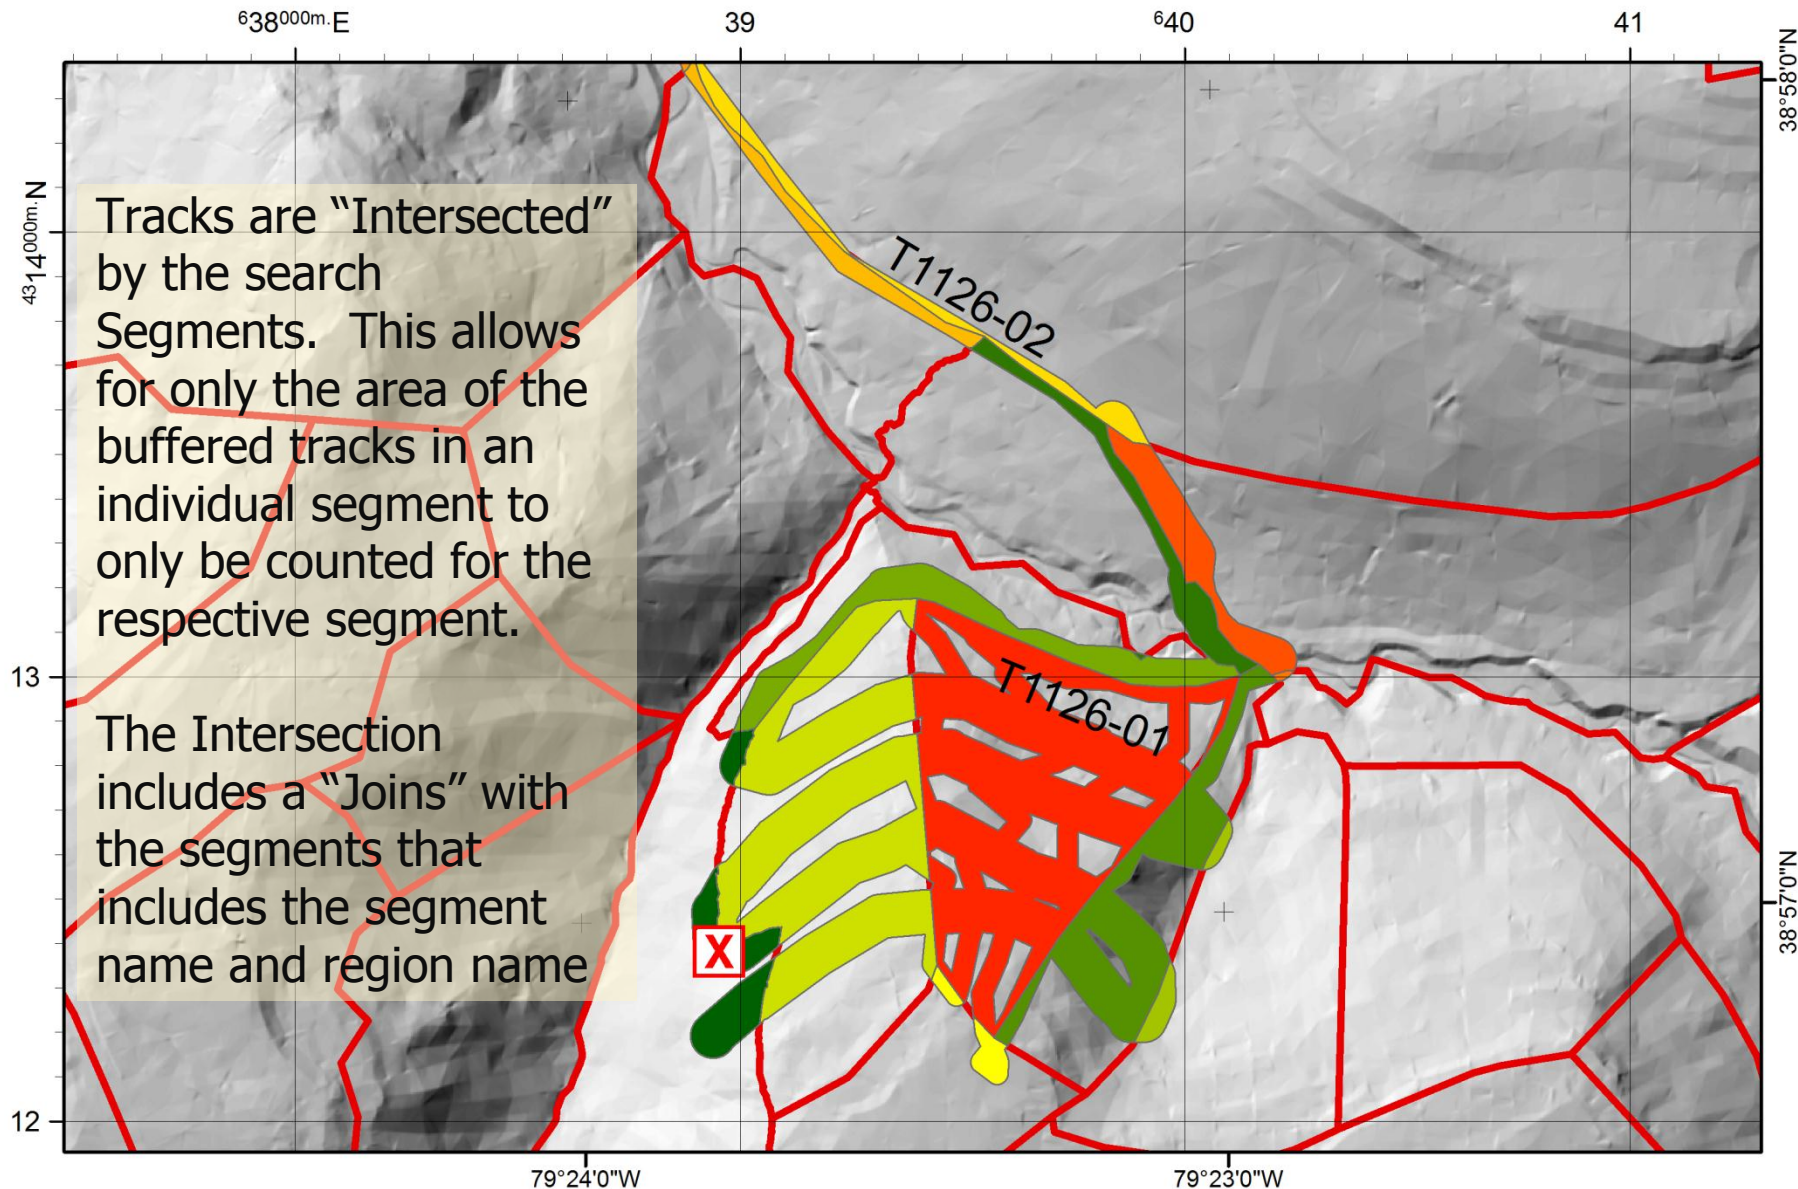 638000m. E
39
640
41
38°58'0"N
4314000m. N
Tracks are “Intersected”
by the search
Segments.  This allows
for only the area of the
buffered tracks in an
individual segment to
only be counted for the
respective segment.
The Intersection
includes a “Joins” with
the segments that
includes the segment
name and region name
T1126-02
T1126-01
X
13
38°57'0"N
12
79°24'0"W
79°23'0"W